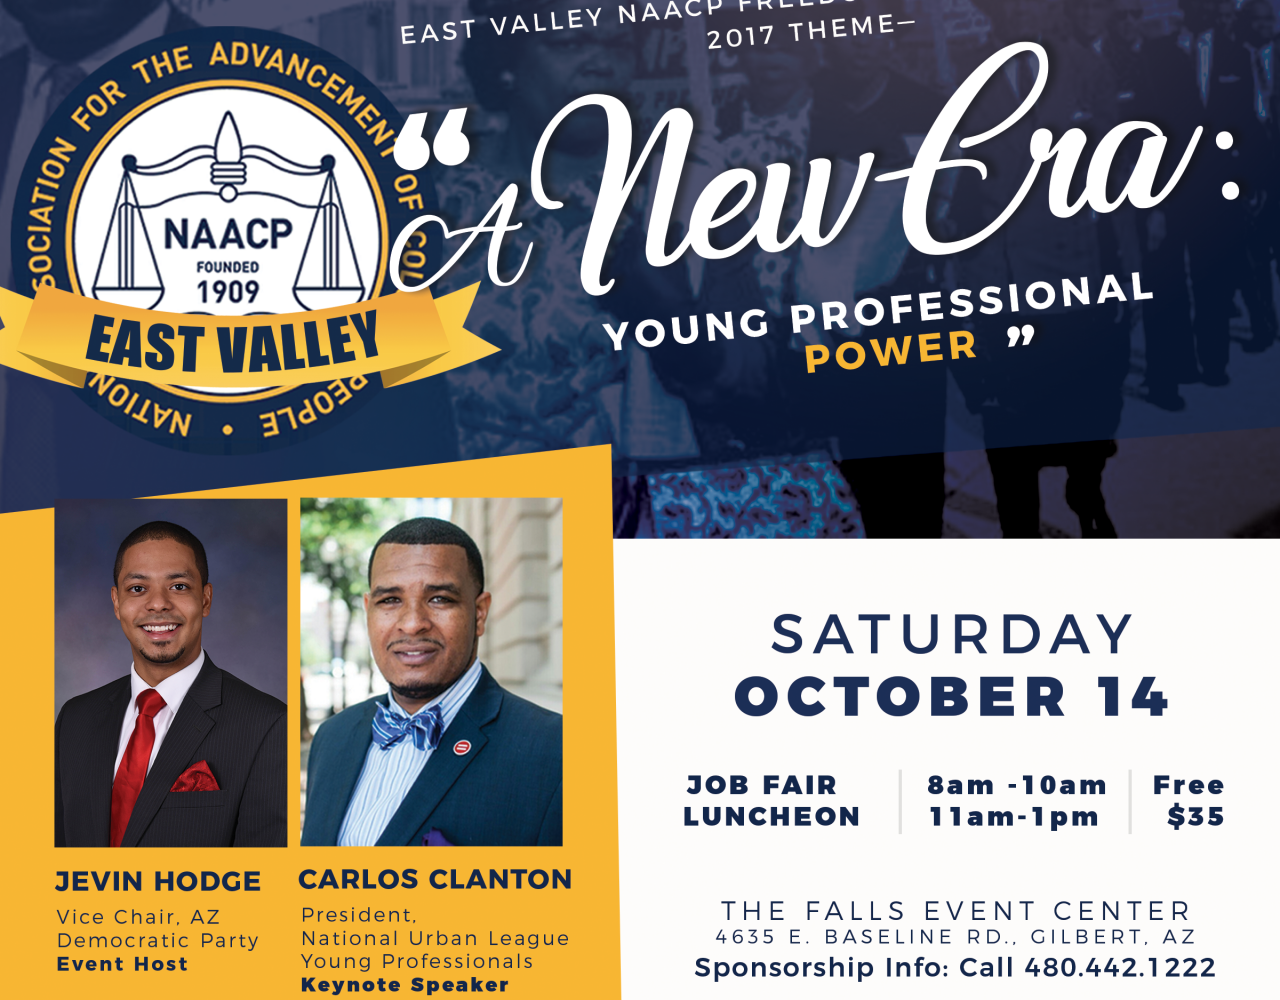 EAST VALLEY NAACP
2017 THEME—
“A New Era:
YOUNG PROFESSIONAL
POWER ”
SOCIATION FOR THE ADVANCEMENT OF COL
NAACP
FOUNDED
1909
EAST VALLEY
PEOPLE • NATION
JEVIN HODGE
Vice Chair, AZ
Democratic Party
Event Host
CARLOS CLANTON
President,
National Urban League
Young Professionals
Keynote Speaker
SATURDAY
OCTOBER 14
JOB FAIR 8am -10am Free
LUNCHEON 11am-1pm $35
THE FALLS EVENT CENTER
4635 E. BASELINE RD., GILBERT, AZ
Sponsorship Info: Call 480.442.1222